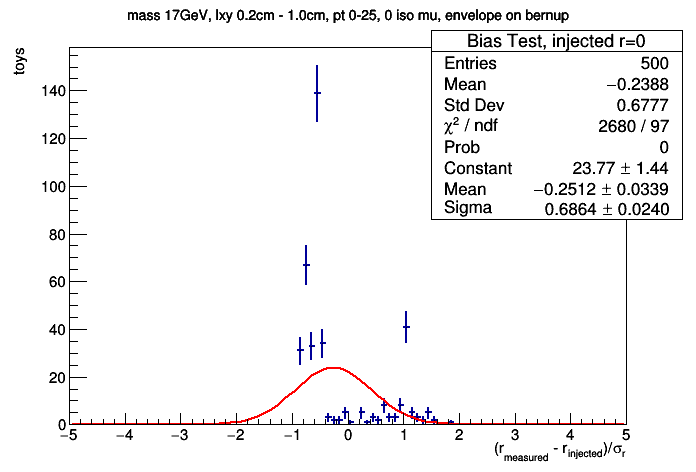 mass 17GeV, lxy 0.2cm - 1.0cm, pt 0-25, 0 iso mu, envelope on bernup
Bias Test, injected r=0
Entries 500
Mean −0.2388
Std Dev 0.6777
χ² / ndf 2680 / 97
Prob 0
Constant 23.77 ± 1.44
Mean −0.2512 ± 0.0339
Sigma 0.6864 ± 0.0240
toys
140
120
100
80
60
40
20
0
−5 −4 −3 −2 −1 0 1 2 3 4 5
(r_measured - r_injected)/σ_r